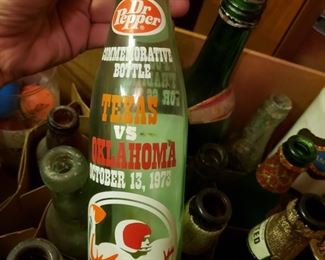 Dr
Pepper
COMMEMORATIVE
BOTTLE
TEXAS
VS
OKLAHOMA
OCTOBER 13, 1973